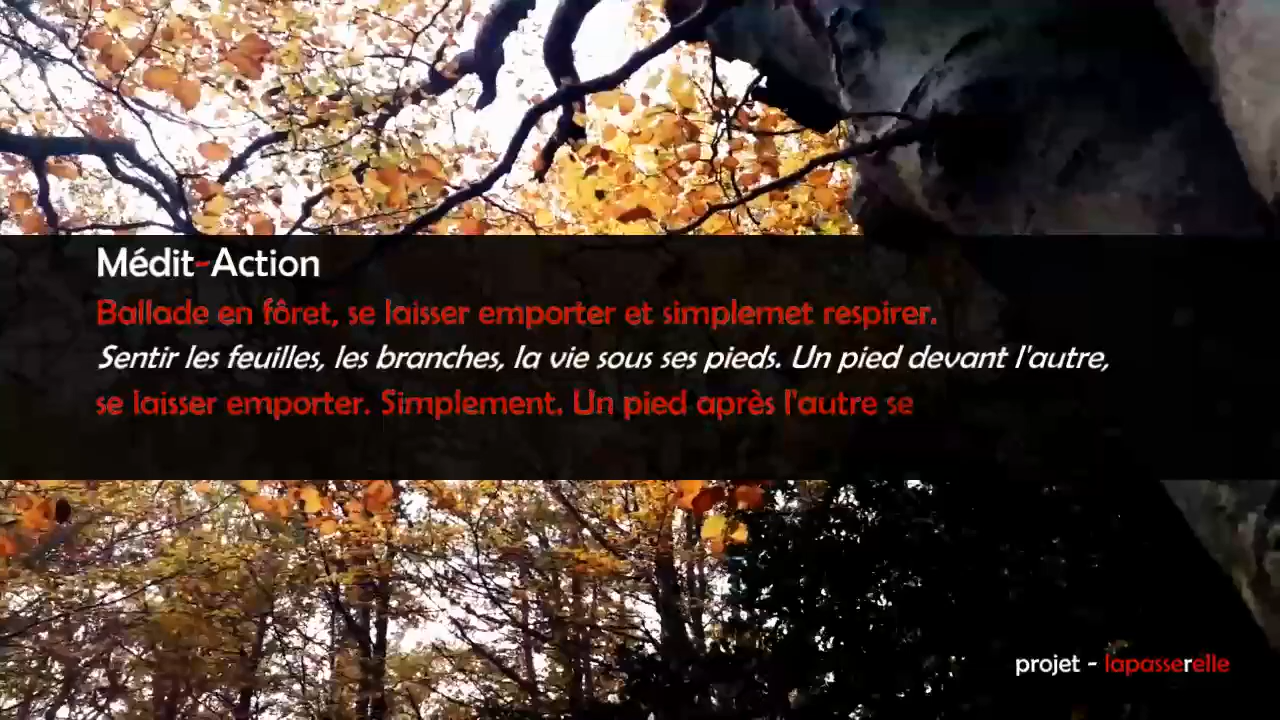 Médit-Action
Ballade en fôret, se laisser emporter et simplemet respirer.
Sentir les feuilles, les branches, la vie sous ses pieds. Un pied devant l'autre,
se laisser emporter. Simplement. Un pied après l'autre se
projet - lapasserelle